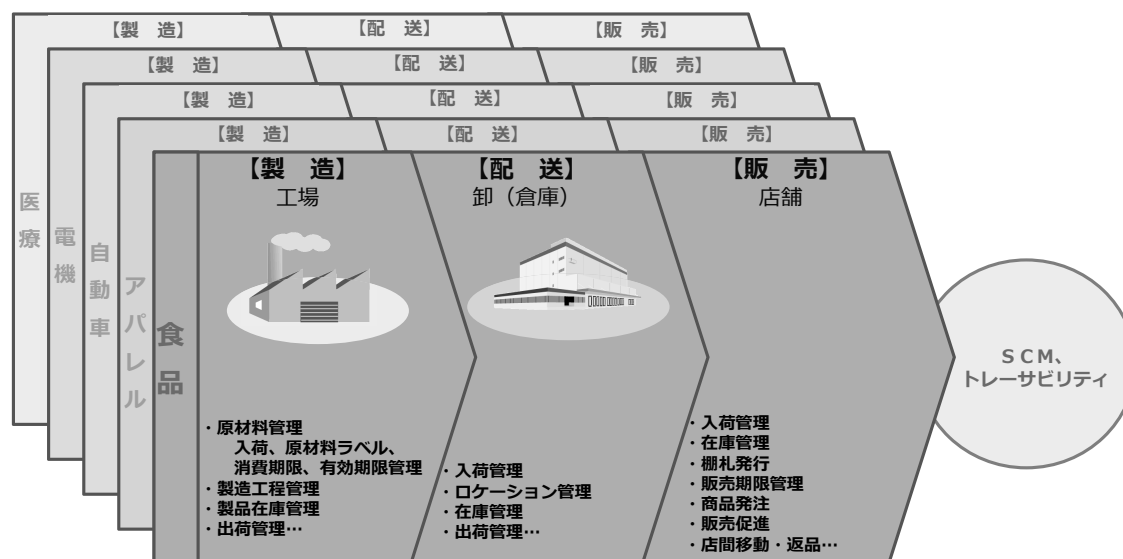 【製　造】　【配　送】　【販　売】
【製　造】　【配　送】　【販　売】
【製　造】　【配　送】　【販　売】
【製　造】　【配　送】　【販　売】
【製　造】　【配　送】　【販　売】
工場　卸（倉庫）　店舗
医療
電機
自動車
アパレル
食品
・原材料管理
入荷、原材料ラベル、
消費期限、有効期限管理
・製造工程管理
・製品在庫管理
・出荷管理…
・入荷管理
・ロケーション管理
・在庫管理
・出荷管理…
・入荷管理
・在庫管理
・棚札発行
・販売期限管理
・商品発注
・販売促進
・店間移動・返品…
ＳＣＭ、
トレーサビリティ